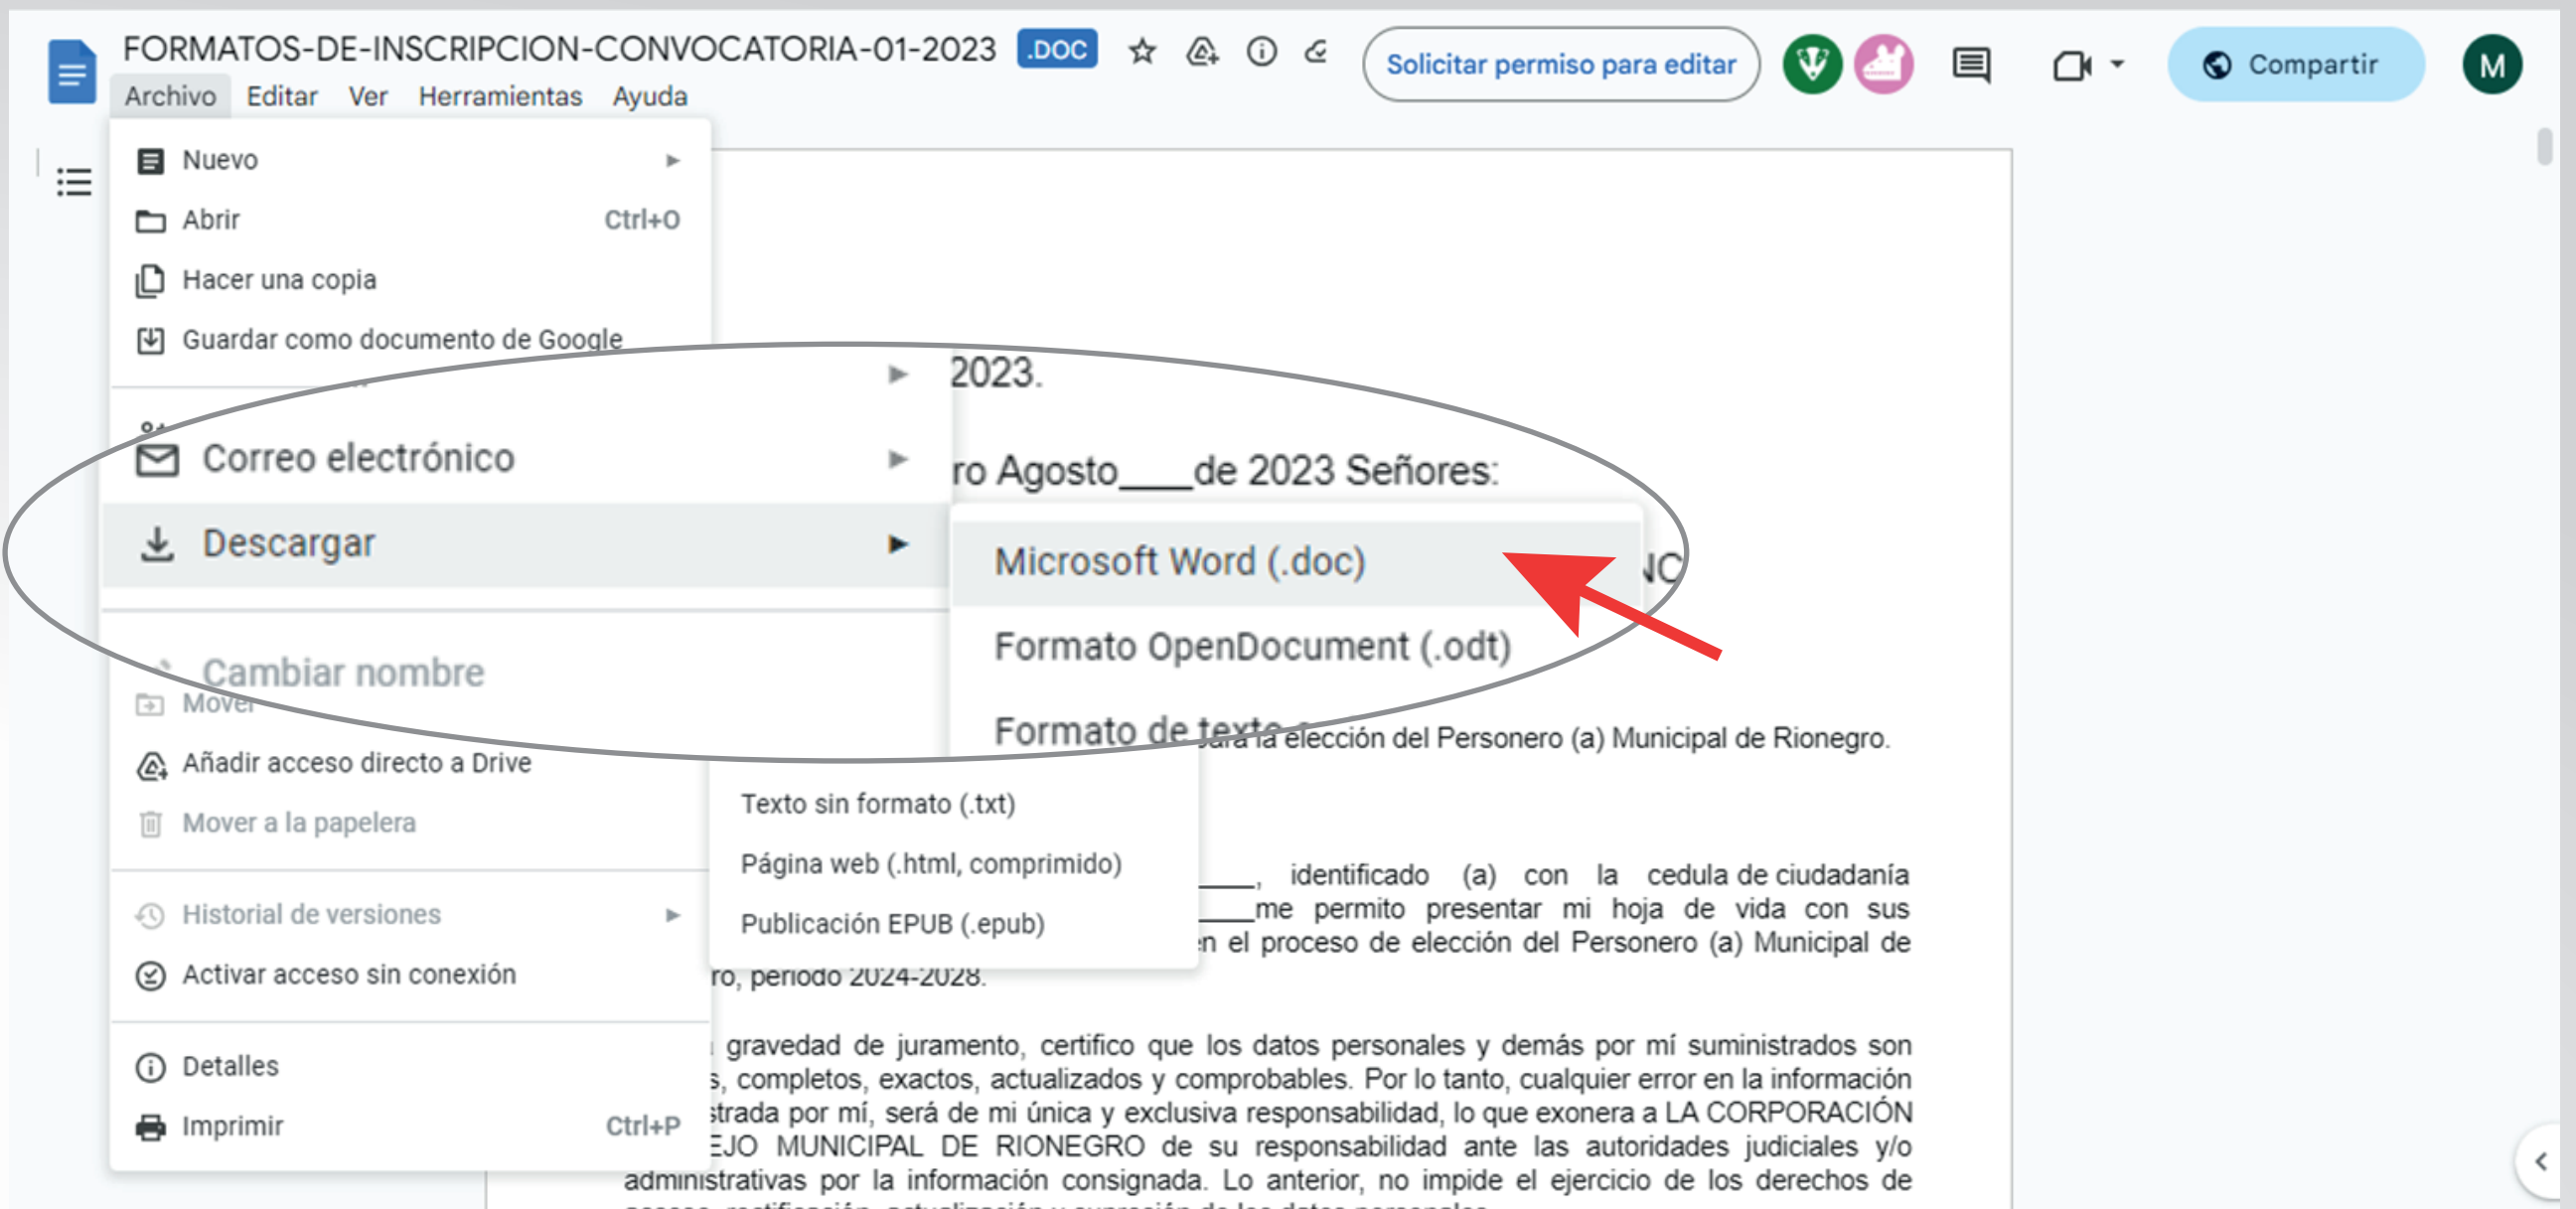 FORMATOS-DE-INSCRIPCION-CONVOCATORIA-01-2023 .DOC
Solicitar permiso para editar
Compartir
M
Archivo Editar Ver Herramientas Ayuda
Nuevo
Abrir Ctrl+O
Hacer una copia
Guardar como documento de Google
2023.
Correo electrónico
ro Agosto____de 2023 Señores:
Descargar
Microsoft Word (.doc)
NC
Formato OpenDocument (.odt)
Cambiar nombre
Mover
Formato de texto
para la elección del Personero (a) Municipal de Rionegro.
Añadir acceso directo a Drive
Texto sin formato (.txt)
Mover a la papelera
Página web (.html, comprimido)
____, identificado (a) con la cedula de ciudadanía
Historial de versiones
Publicación EPUB (.epub)
____me permito presentar mi hoja de vida con sus
en el proceso de elección del Personero (a) Municipal de
Activar acceso sin conexión
ro, periodo 2024-2028.
Detalles
gravedad de juramento, certifico que los datos personales y demás por mí suministrados son
s, completos, exactos, actualizados y comprobables. Por lo tanto, cualquier error en la información
Imprimir Ctrl+P
strada por mí, será de mi única y exclusiva responsabilidad, lo que exonera a LA CORPORACIÓN
EJO MUNICIPAL DE RIONEGRO de su responsabilidad ante las autoridades judiciales y/o
administrativas por la información consignada. Lo anterior, no impide el ejercicio de los derechos de